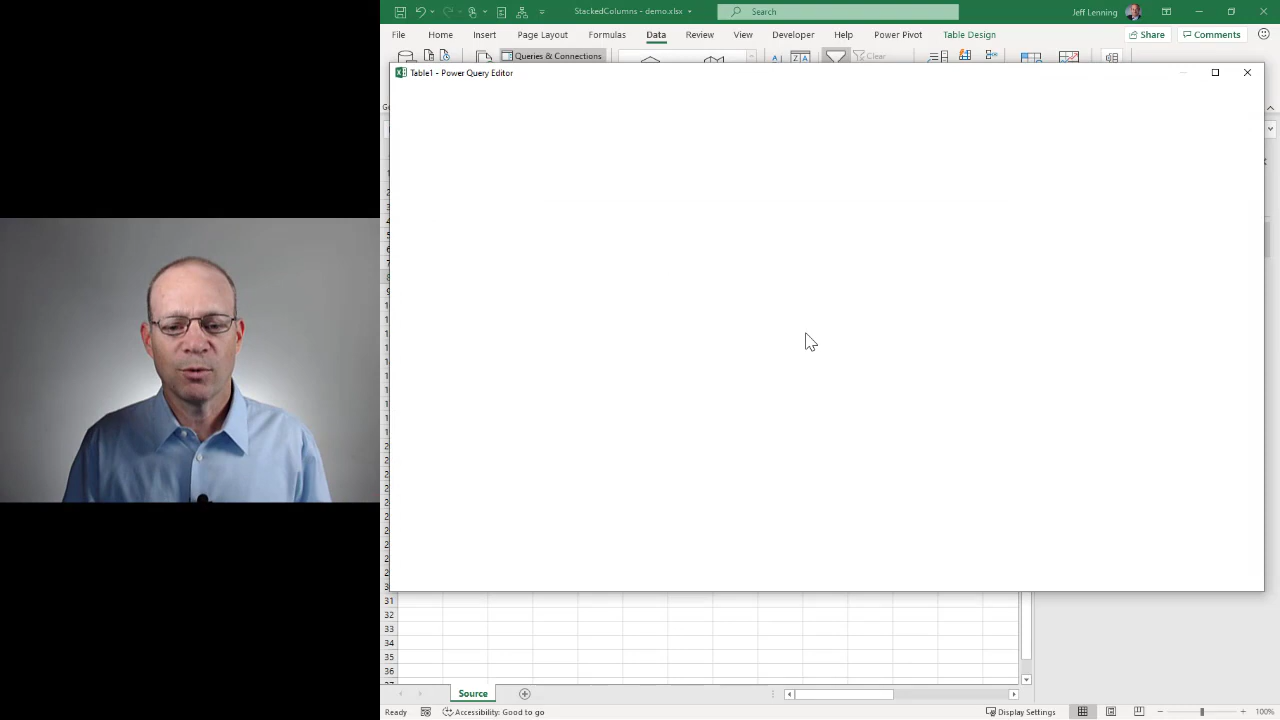 StackedColumns - demo.xlsx
Search
Jeff Lenning
File Home Insert Page Layout Formulas Data Review View Developer Help Power Pivot Table Design Share Comments
Queries & Connections
Clear
Table1 - Power Query Editor
31
32
33
34
35
36
Source
Ready Accessibility: Good to go Display Settings 100%